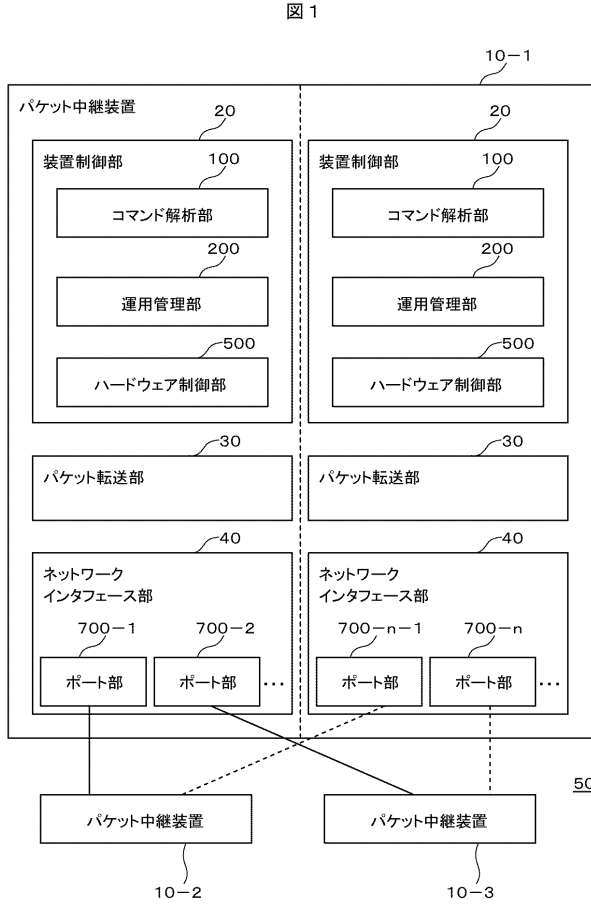 図1
10-1
パケット中継装置
20
20
装置制御部
装置制御部
100
100
コマンド解析部
コマンド解析部
200
200
運用管理部
運用管理部
500
500
ハードウェア制御部
ハードウェア制御部
30
30
パケット転送部
パケット転送部
40
40
ネットワーク
インタフェース部
ネットワーク
インタフェース部
700-1
700-2
700-n-1
700-n
ポート部
ポート部
...
ポート部
ポート部
...
50
パケット中継装置
パケット中継装置
10-2
10-3